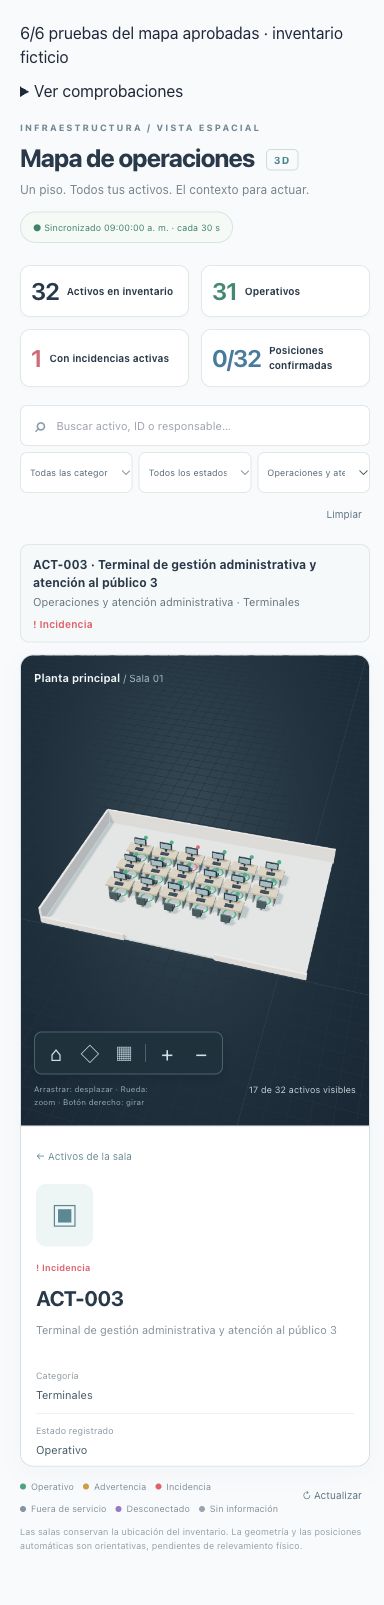 6/6 pruebas del mapa aprobadas · inventario
ficticio
▶ Ver comprobaciones
INFRAESTRUCTURA / VISTA ESPACIAL
Mapa de operaciones 3D
Un piso. Todos tus activos. El contexto para actuar.
● Sincronizado 09:00:00 a. m. · cada 30 s
32 Activos en inventario
31 Operativos
1 Con incidencias activas
0/32 Posiciones
confirmadas
Buscar activo, ID o responsable...
Todas las categor
Todos los estados
Operaciones y ate
Limpiar
ACT-003 · Terminal de gestión administrativa y
atención al público 3
Operaciones y atención administrativa · Terminales
! Incidencia
Planta principal / Sala 01
Arrastrar: desplazar · Rueda:
zoom · Botón derecho: girar
17 de 32 activos visibles
← Activos de la sala
! Incidencia
ACT-003
Terminal de gestión administrativa y atención al público 3
Categoría
Terminales
Estado registrado
Operativo
Operativo Advertencia Incidencia
Fuera de servicio Desconectado Sin información
↻ Actualizar
Las salas conservan la ubicación del inventario. La geometría y las posiciones
automáticas son orientativas, pendientes de relevamiento físico.